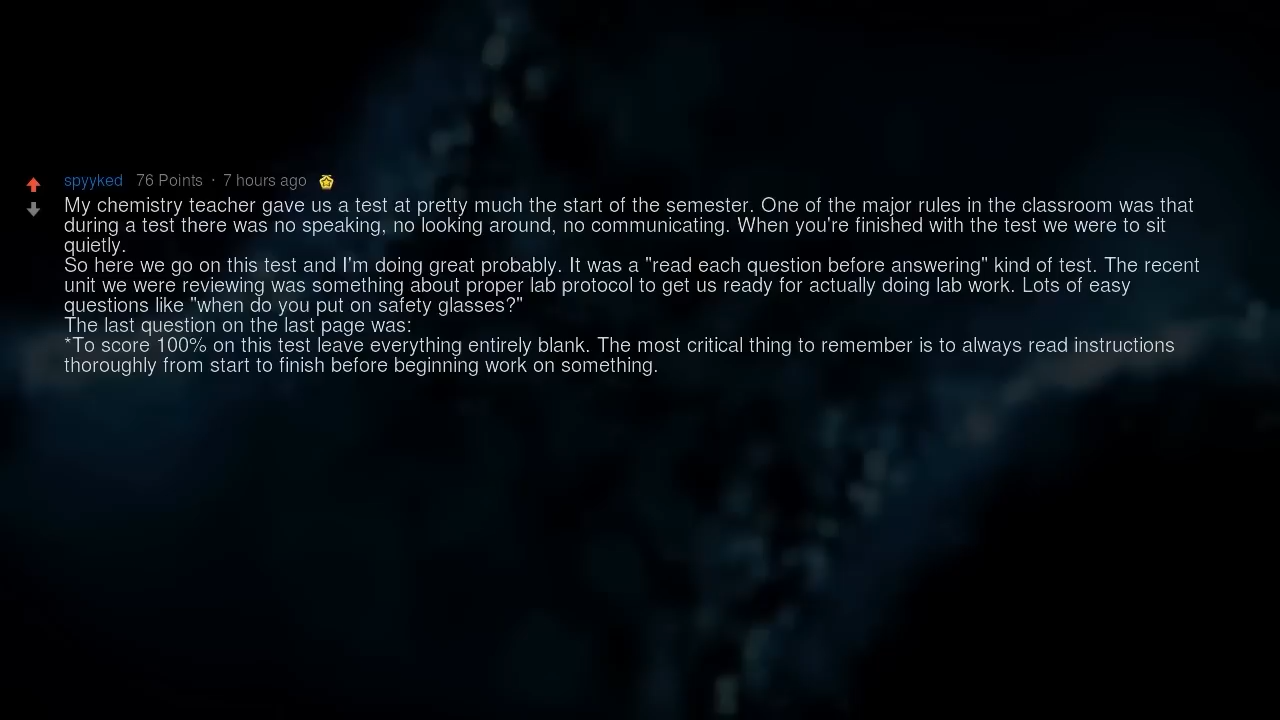 spyyked 76 Points · 7 hours ago
My chemistry teacher gave us a test at pretty much the start of the semester. One of the major rules in the classroom was that
during a test there was no speaking, no looking around, no communicating. When you're finished with the test we were to sit
quietly.
So here we go on this test and I'm doing great probably. It was a "read each question before answering" kind of test. The recent
unit we were reviewing was something about proper lab protocol to get us ready for actually doing lab work. Lots of easy
questions like "when do you put on safety glasses?"
The last question on the last page was:
*To score 100% on this test leave everything entirely blank. The most critical thing to remember is to always read instructions
thoroughly from start to finish before beginning work on something.